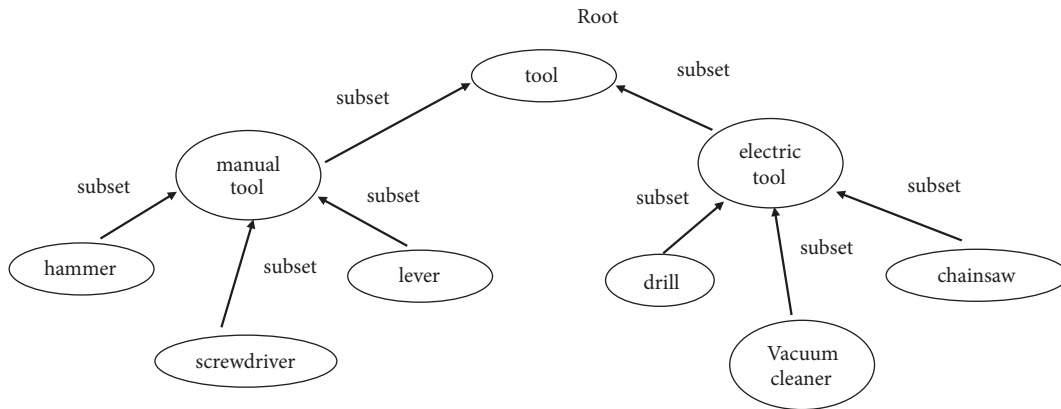 Root
tool
subset
subset
manual
tool
electric
tool
subset
subset
subset
subset
hammer
subset
lever
subset
drill
chainsaw
screwdriver
Vacuum
cleaner